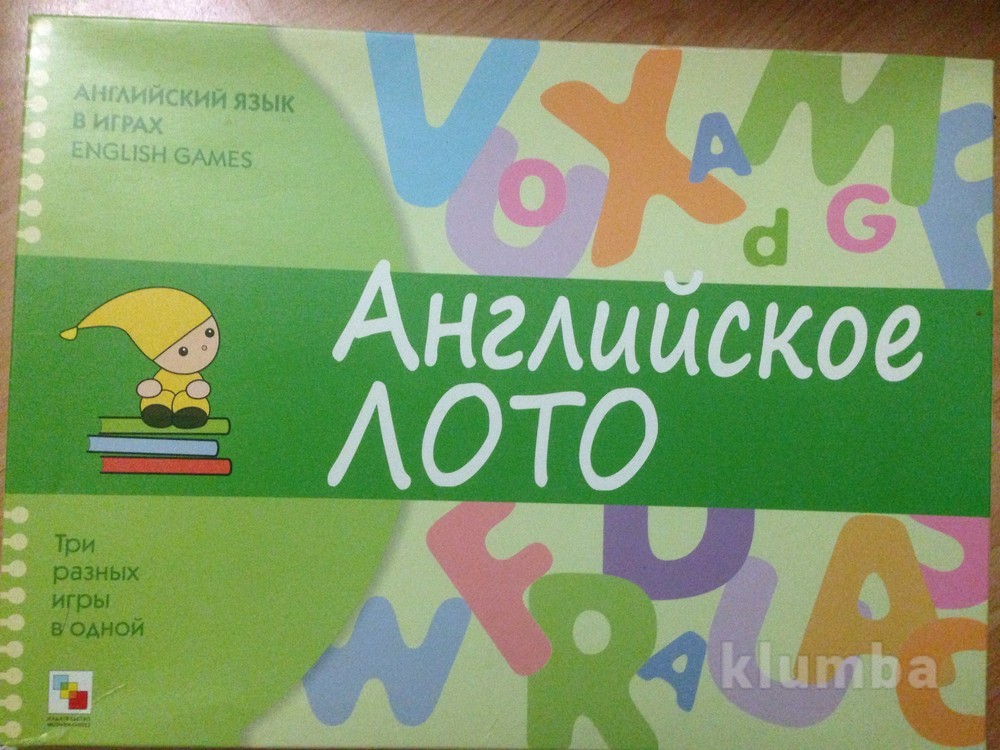 АНГЛИЙСКИЙ ЯЗЫК
В ИГРАХ
ENGLISH GAMES
V O X A M F
O d G
Английское
ЛОТО
Три
разных
игры
в одной
F D
W R A A
klumba